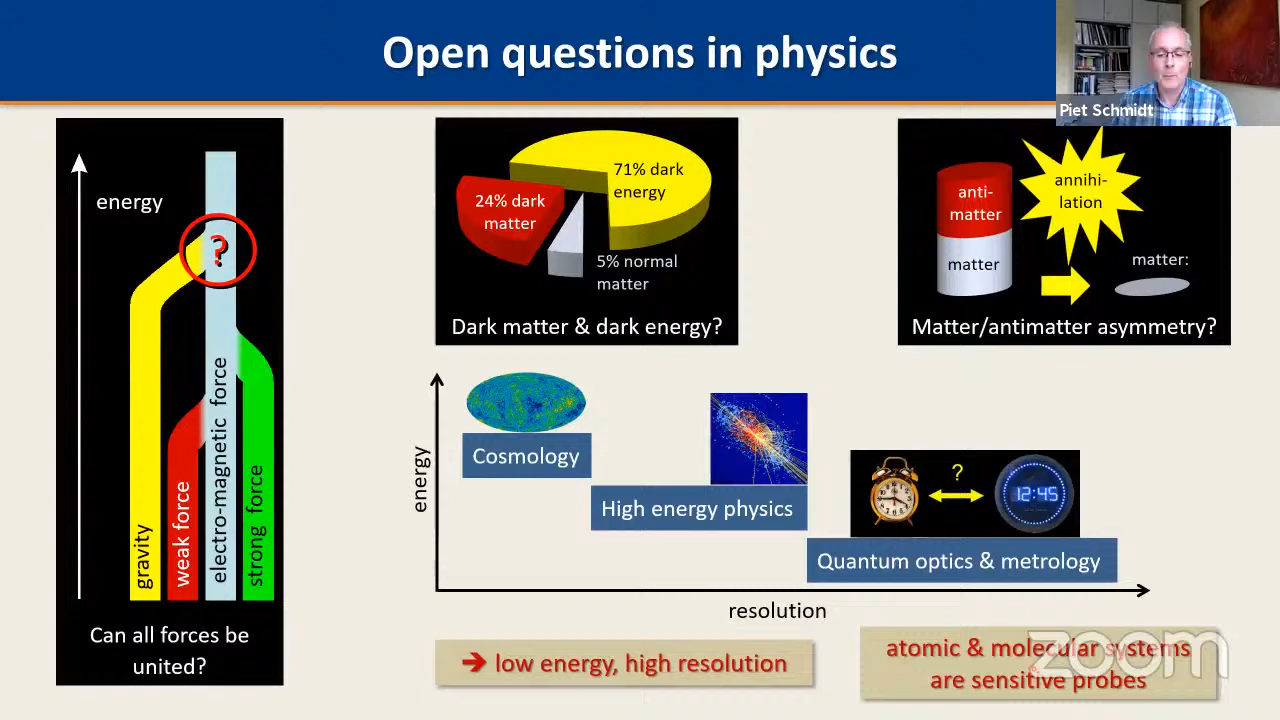 Open questions in physics
Piet Schmidt
energy
?
gravity
weak force
electro-magnetic force
strong force
Can all forces be
united?
71% dark
energy
24% dark
matter
5% normal
matter
Dark matter & dark energy?
anti-
matter
matter
annihi-
lation
matter:
Matter/antimatter asymmetry?
energy
Cosmology
High energy physics
?
12:45
Quantum optics & metrology
resolution
➔ low energy, high resolution
atomic & molecular systems
are sensitive probes
zoom